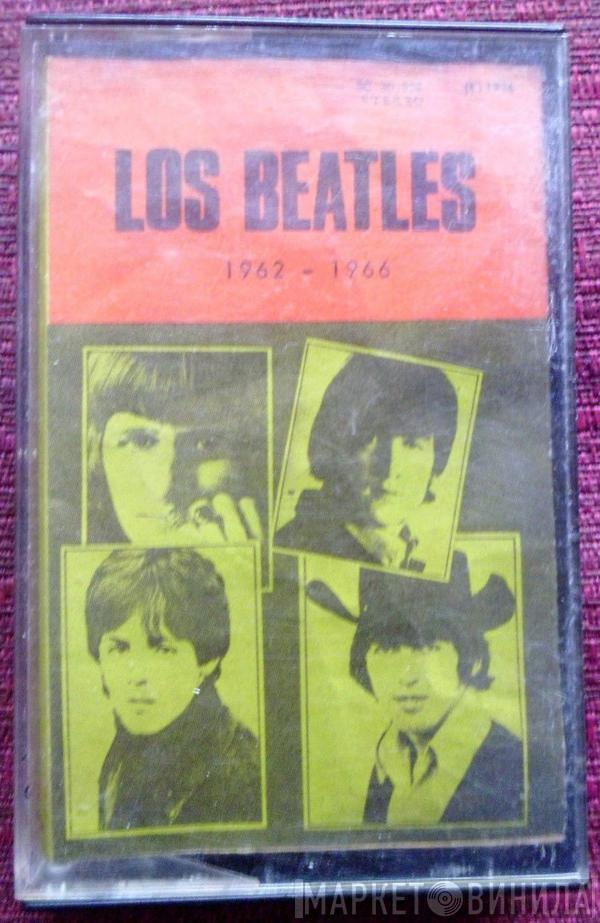 STEREO
LOS BEATLES
1962 - 1966
МАРКЕТ ВИНИЛА